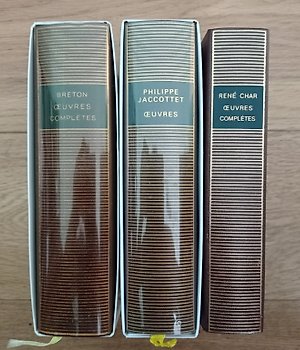 BRETON
ŒUVRES
COMPLÈTES
PHILIPPE
JACCOTTET
ŒUVRES
RENÉ CHAR
ŒUVRES
COMPLÈTES